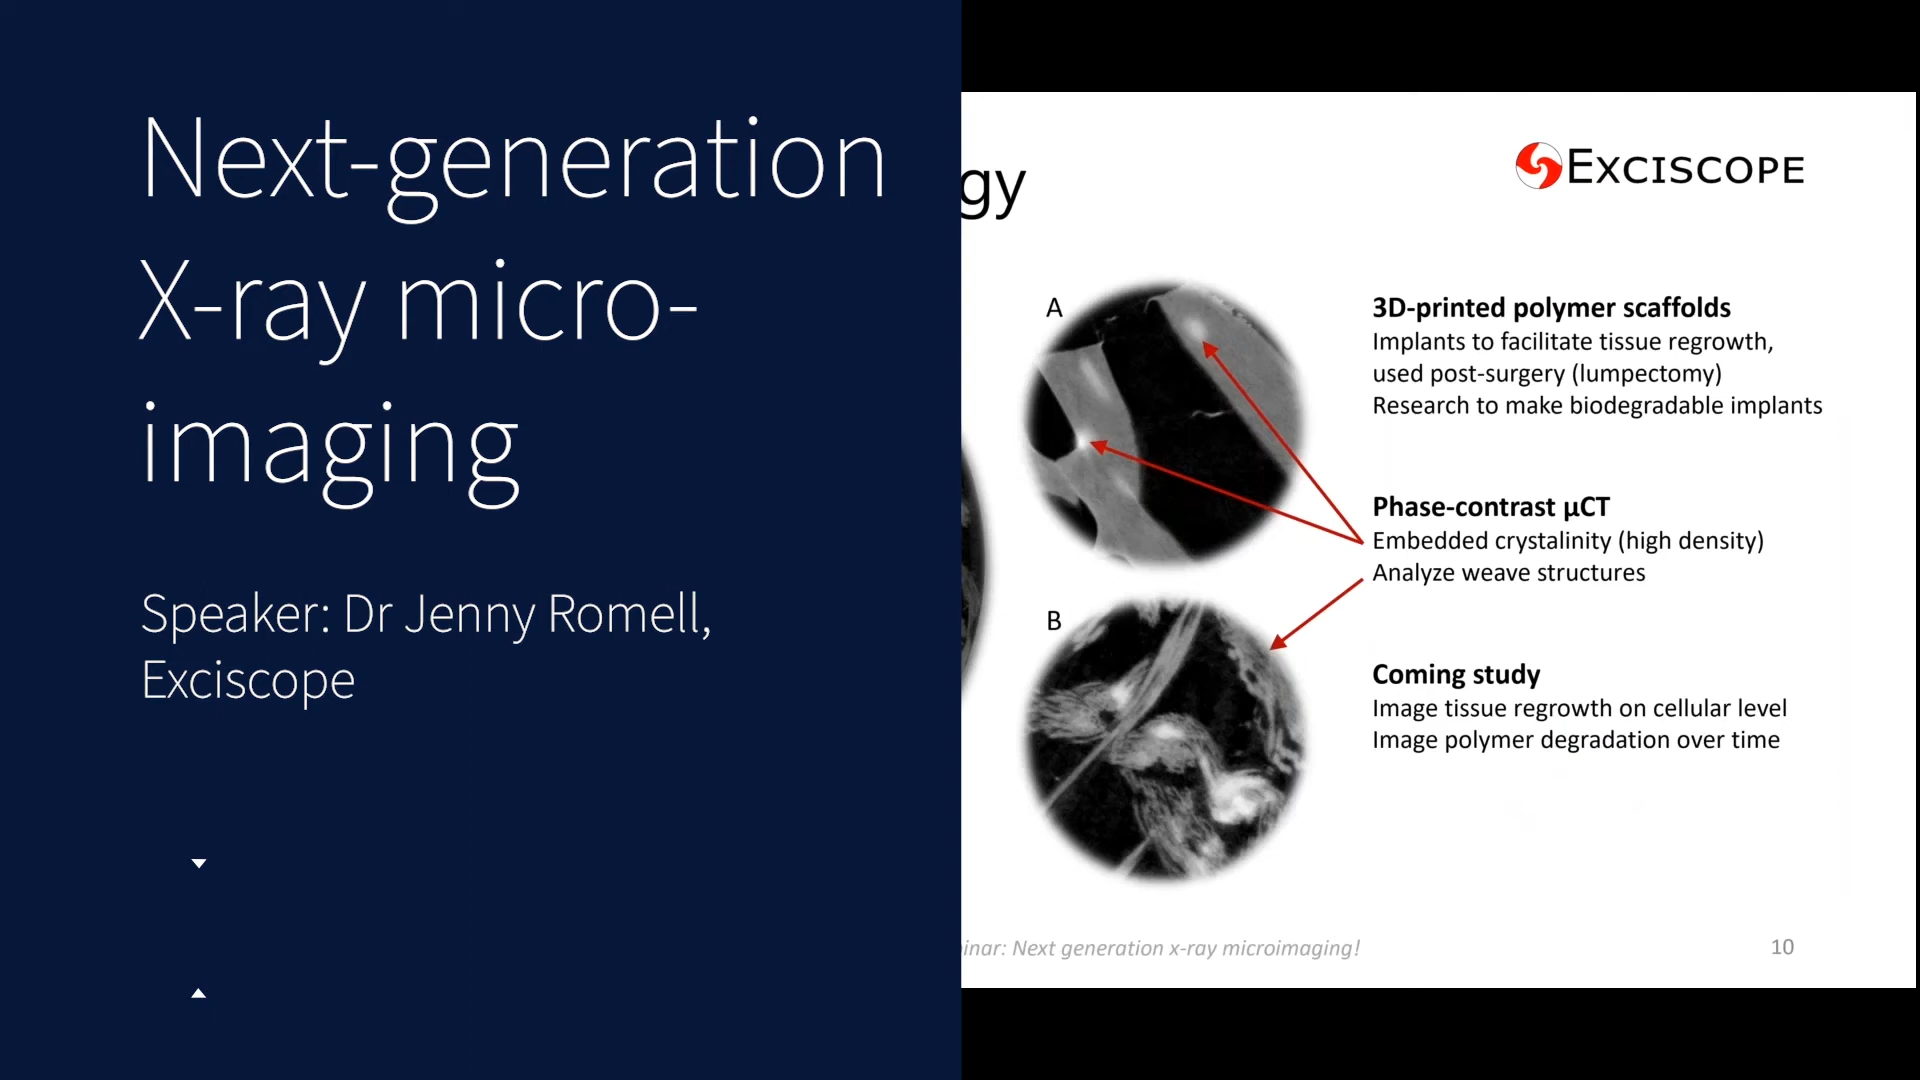 Next-generation
X-ray micro-
imaging
Speaker: Dr Jenny Romell,
Exciscope
gy
EXCISCOPE
A
3D-printed polymer scaffolds
Implants to facilitate tissue regrowth,
used post-surgery (lumpectomy)
Research to make biodegradable implants
Phase-contrast µCT
Embedded crystalinity (high density)
Analyze weave structures
B
Coming study
Image tissue regrowth on cellular level
Image polymer degradation over time
inar: Next generation x-ray microimaging!
10